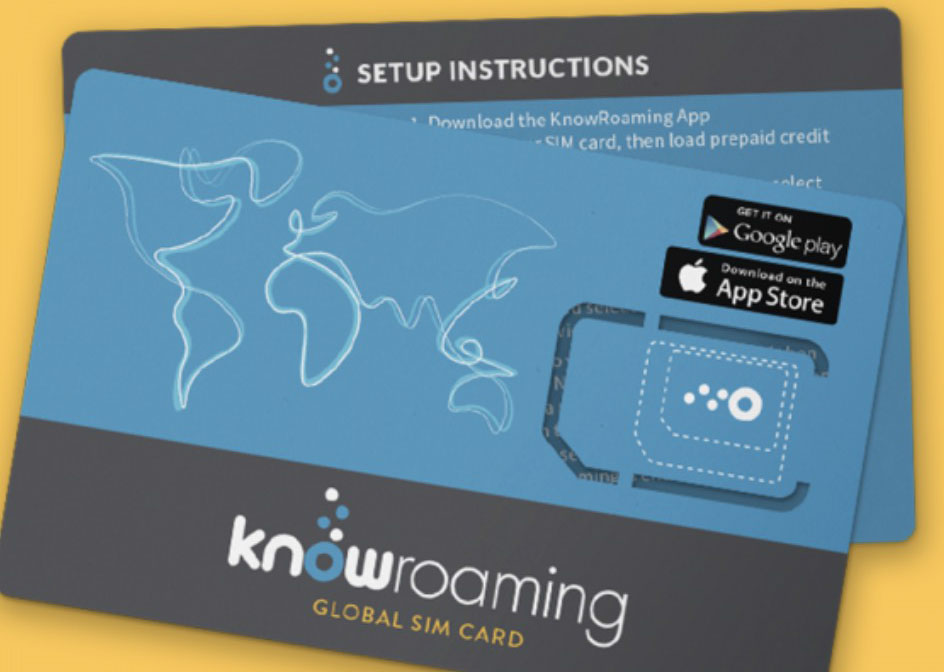 SETUP INSTRUCTIONS
1. Download the KnowRoaming App
SIM card, then load prepaid credit
select
GET IT ON
Google play
Download on the
App Store
knowroaming
GLOBAL SIM CARD